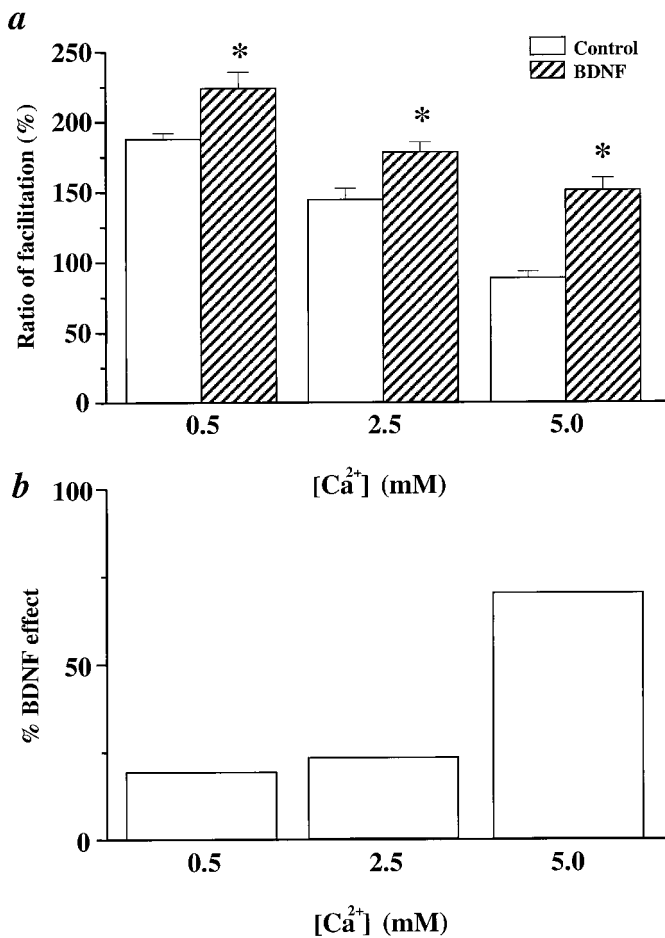 a
Control
BDNF
Ratio of facilitation (%)
250
200
150
100
50
0
*
*
*
0.5 2.5 5.0
[Ca2+] (mM)
b
% BDNF effect
100
50
0
0.5 2.5 5.0
[Ca2+] (mM)